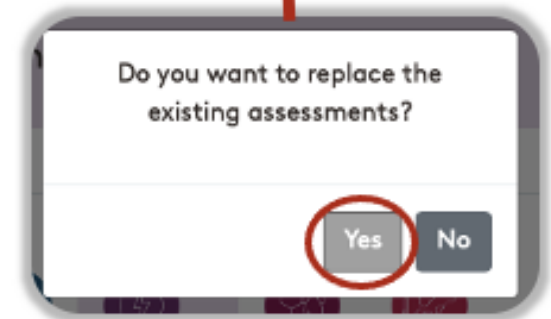 Do you want to replace the
existing assessments?
Yes No